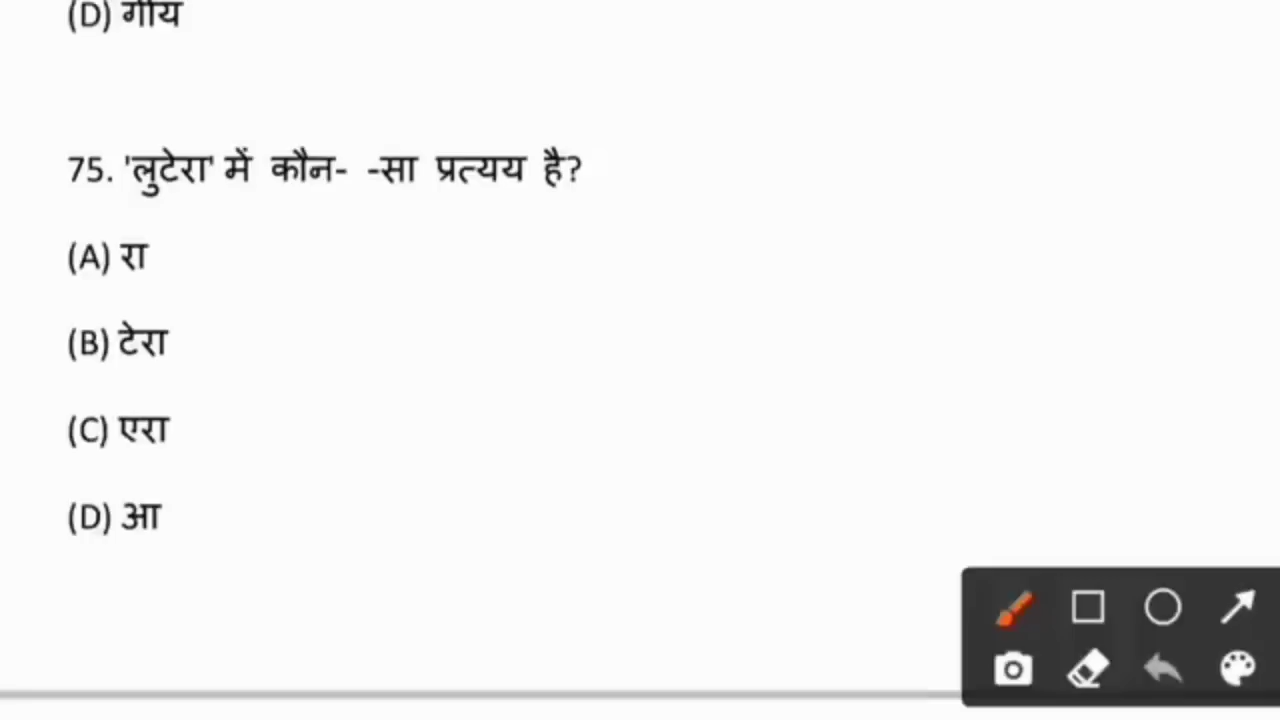 (D) गीय
75. 'लुटेरा' में कौन- -सा प्रत्यय है?
(A) रा
(B) टेरा
(C) एरा
(D) आ